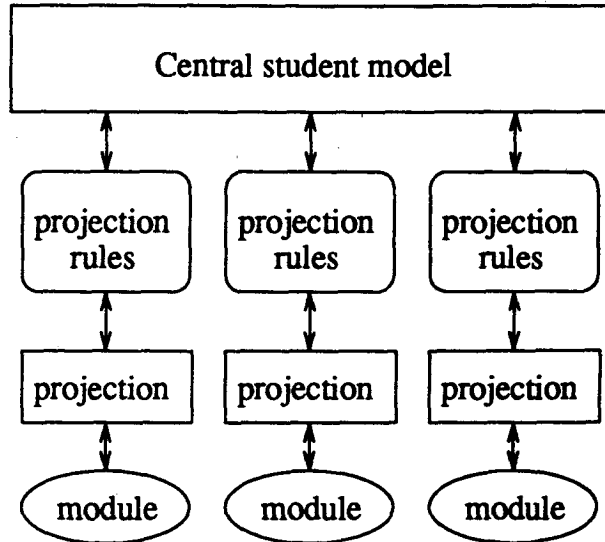 Central student model
projection
rules
projection
rules
projection
rules
projection
projection
projection
module
module
module